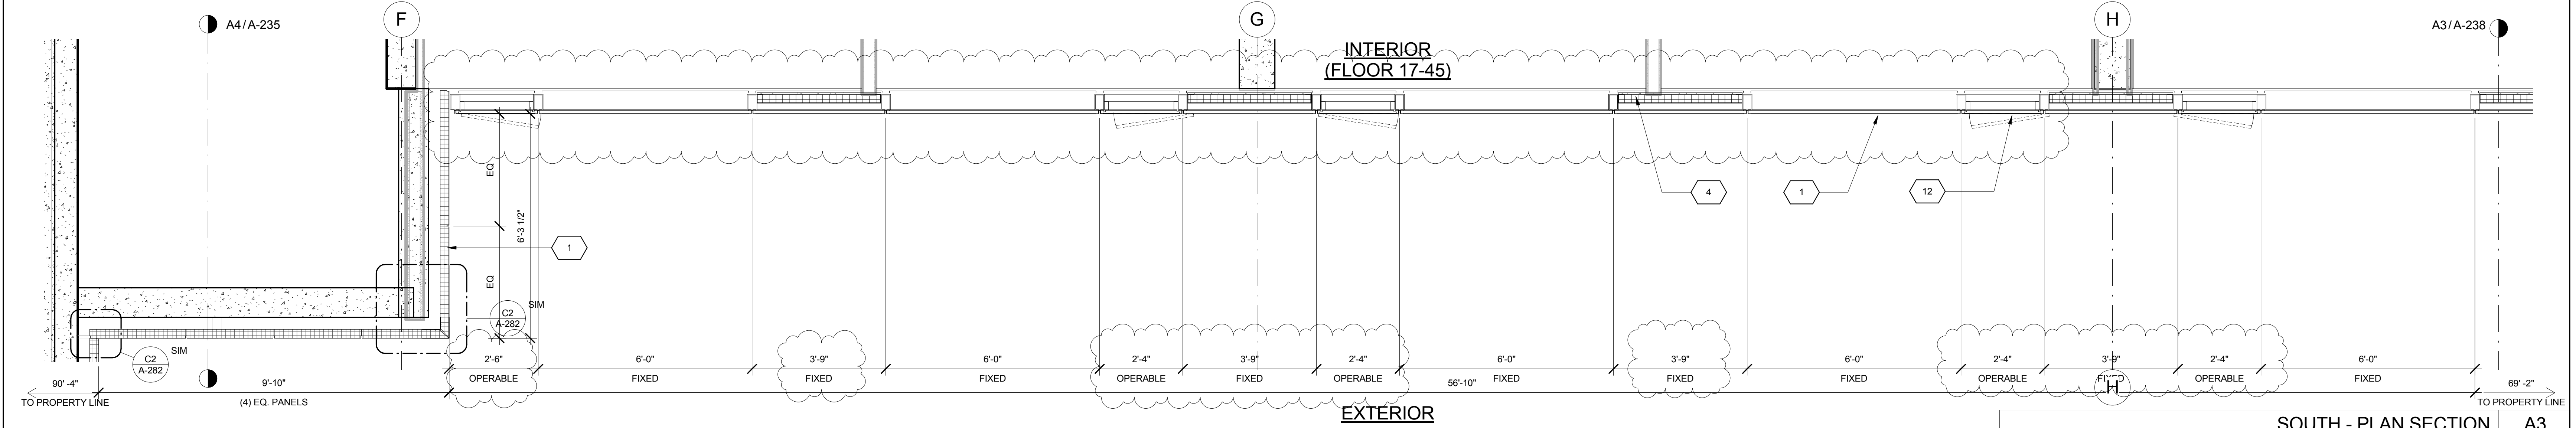 A4/A-235
F
G
H
A3/A-238
INTERIOR
(FLOOR 17-45)
EQ
6'-3 1/2"
EQ
1
4
1
12
C2
A-282
SIM
C2
A-282
SIM
2'-6" 6'-0" 3'-9" 6'-0" 2'-4" 3'-9" 2'-4" 6'-0" 3'-9" 6'-0" 2'-4" 3'-9" 2'-4" 6'-0"
OPERABLE FIXED FIXED FIXED OPERABLE FIXED OPERABLE FIXED FIXED FIXED OPERABLE FIXED OPERABLE FIXED
90' -4" 9'-10" 56'-10" H 69' -2"
TO PROPERTY LINE (4) EQ. PANELS TO PROPERTY LINE
EXTERIOR
SOUTH - PLAN SECTION A3